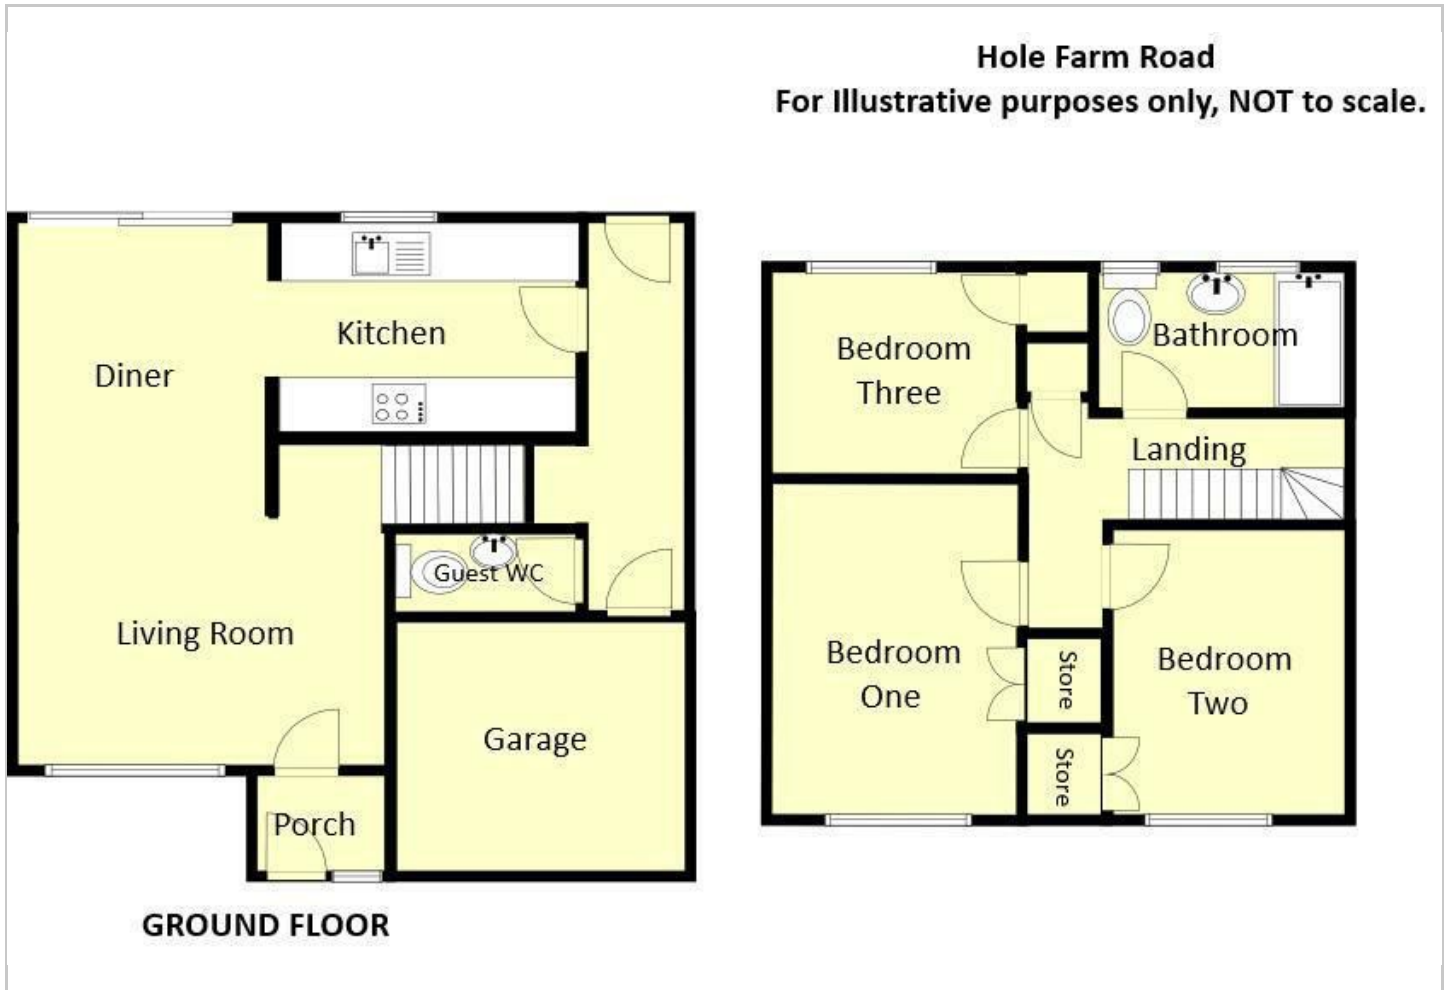 Hole Farm Road
For Illustrative purposes only, NOT to scale.
Kitchen
Diner
Guest WC
Living Room
Garage
Porch
GROUND FLOOR
Bedroom
Three
Bathroom
Landing
Bedroom
One
Store
Bedroom
Two
Store